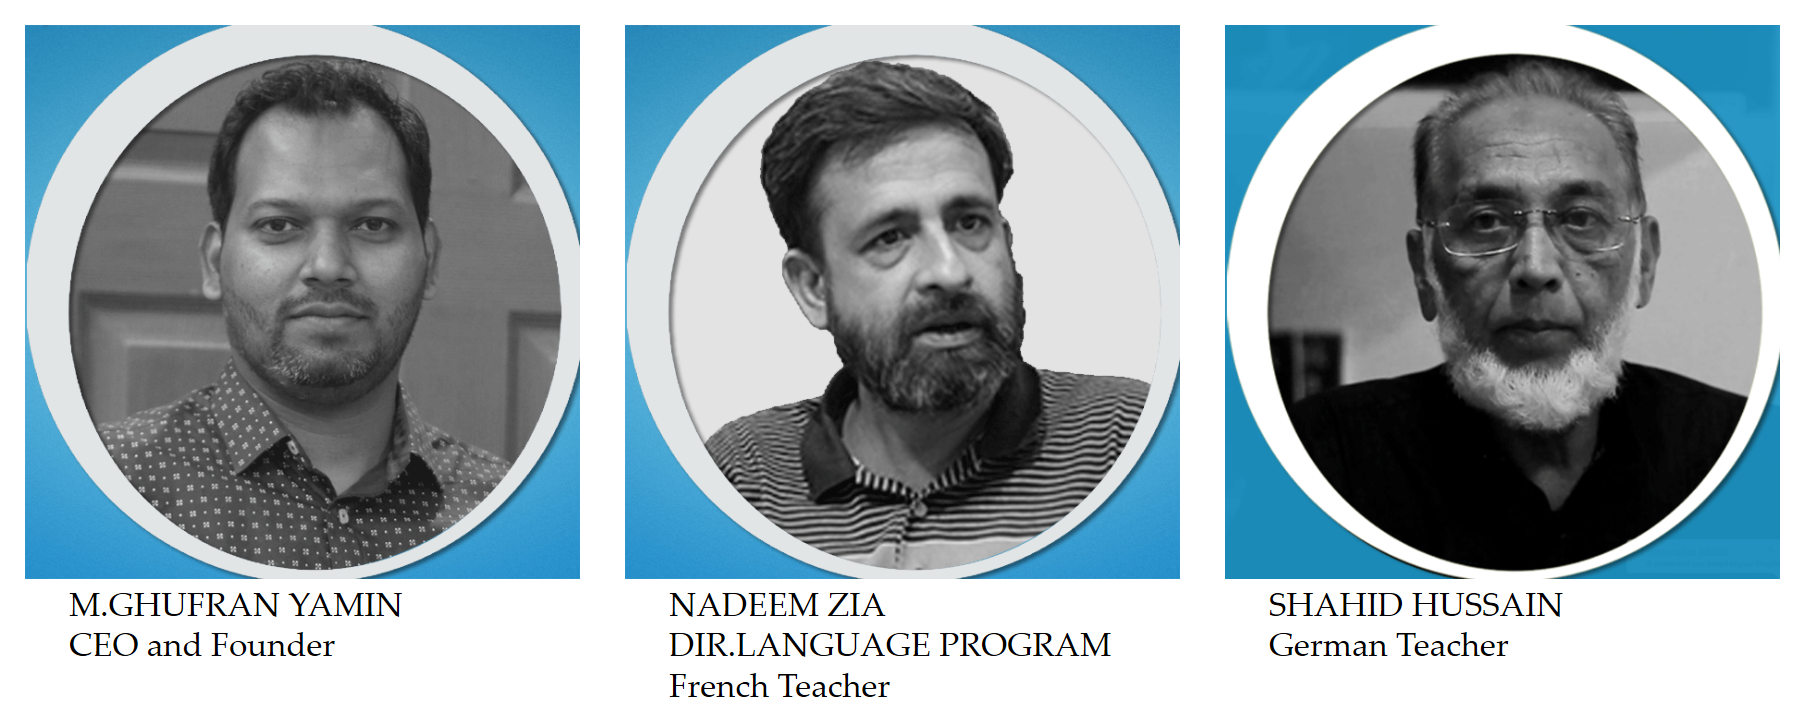 M.GHUFRAN YAMIN
CEO and Founder
NADEEM ZIA
DIR.LANGUAGE PROGRAM
French Teacher
SHAHID HUSSAIN
German Teacher